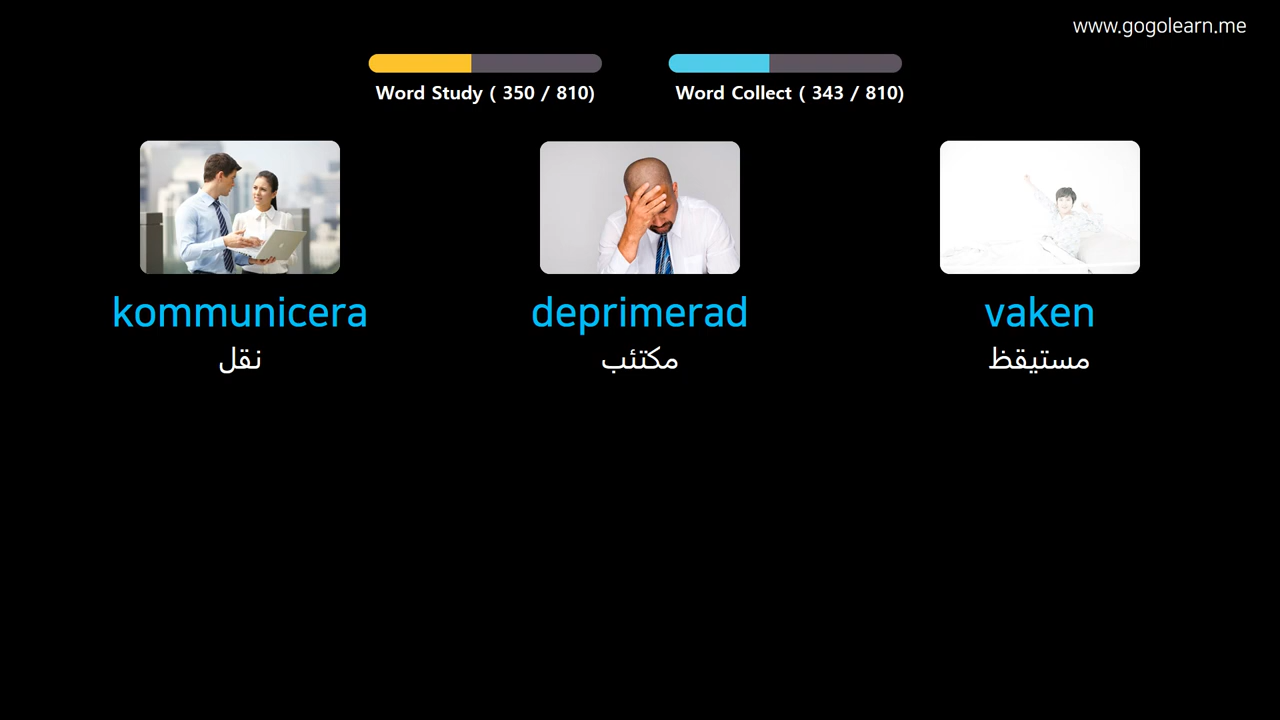 www.gogolearn.me
Word Study ( 350 / 810)
Word Collect ( 343 / 810)
kommunicera
نقل
deprimerad
مكتئب
vaken
مستيقظ